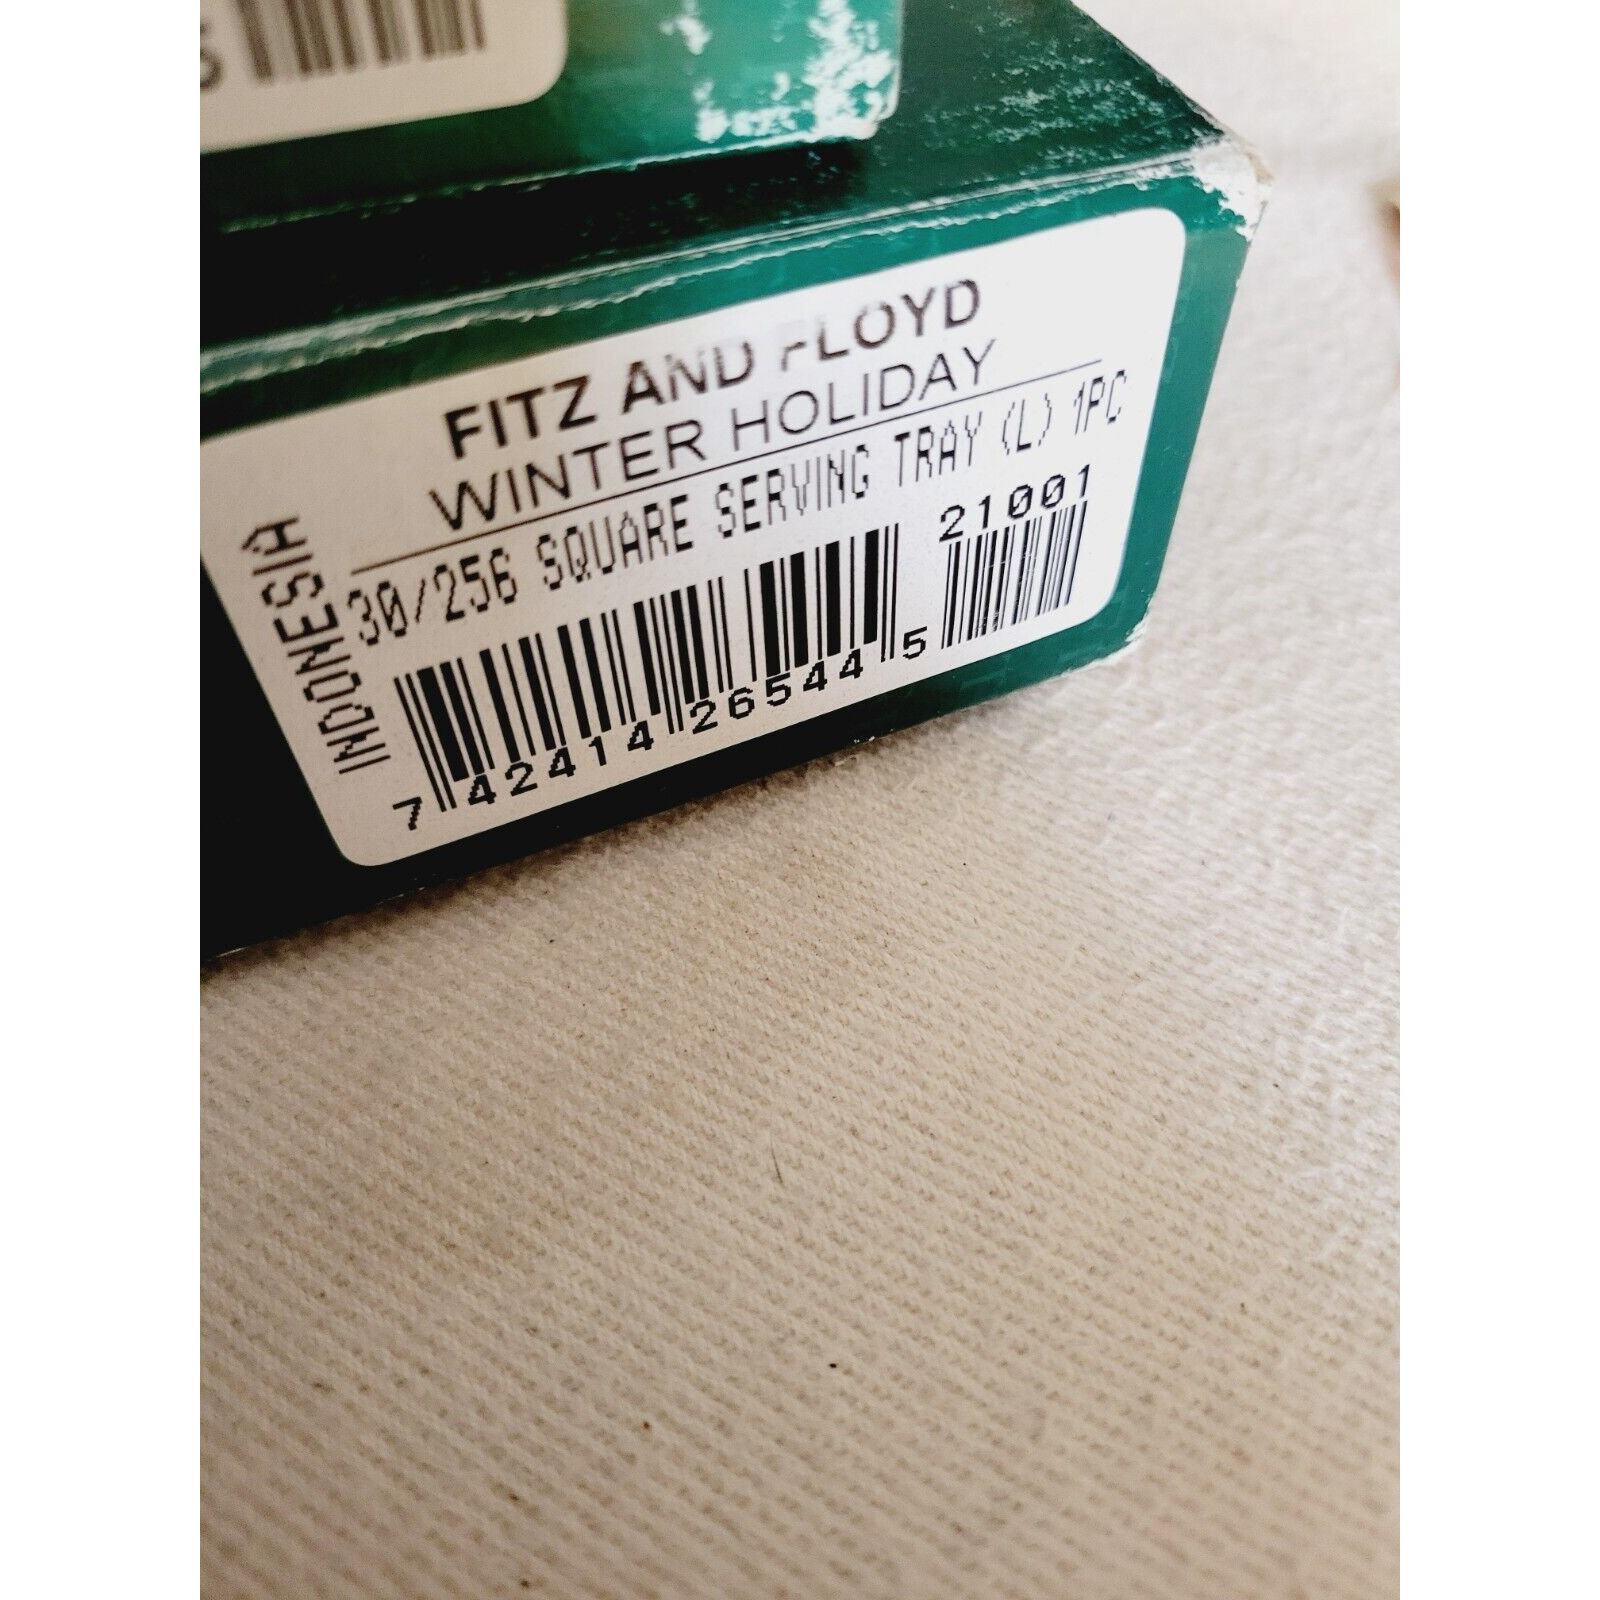 FITZ AND FLOYD
WINTER HOLIDAY
30/256 SQUARE SERVING TRAY (L) 1PC
INDONESIA
21001
7 42414 26544 5